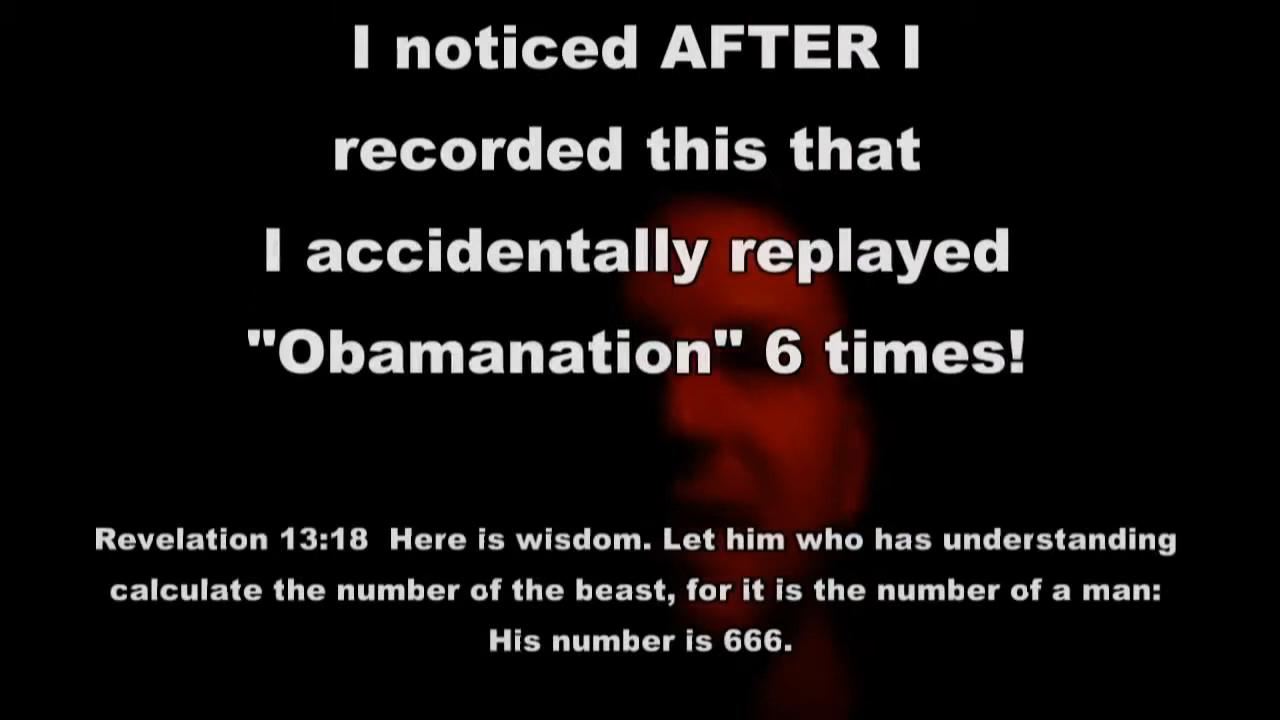 I noticed AFTER I
recorded this that
I accidentally replayed
"Obamanation" 6 times!
Revelation 13:18  Here is wisdom. Let him who has understanding
calculate the number of the beast, for it is the number of a man:
His number is 666.